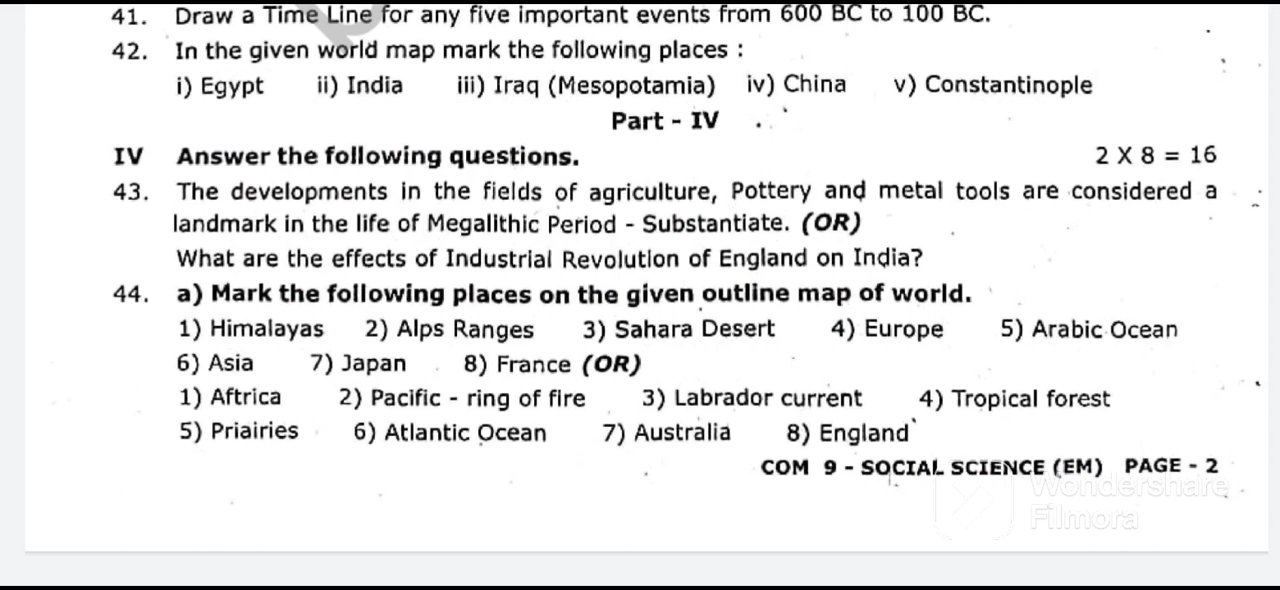 41. Draw a Time Line for any five important events from 600 BC to 100 BC.
42. In the given world map mark the following places :
i) Egypt ii) India iii) Iraq (Mesopotamia) iv) China v) Constantinople
Part - IV
IV Answer the following questions. 2 X 8 = 16
43. The developments in the fields of agriculture, Pottery and metal tools are considered a
landmark in the life of Megalithic Period - Substantiate. (OR)
What are the effects of Industrial Revolution of England on India?
44. a) Mark the following places on the given outline map of world.
1) Himalayas 2) Alps Ranges 3) Sahara Desert 4) Europe 5) Arabic Ocean
6) Asia 7) Japan 8) France (OR)
1) Aftrica 2) Pacific - ring of fire 3) Labrador current 4) Tropical forest
5) Priairies 6) Atlantic Ocean 7) Australia 8) England
COM 9 - SOCIAL SCIENCE (EM) PAGE - 2
Wondershare
Filmora